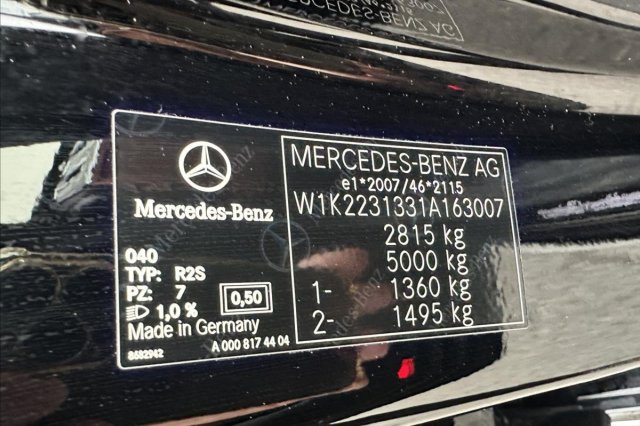 Mercedes-Benz
040
TYP: R2S
PZ: 7
0,50
1,0 %
Made in Germany
8682942
A 000 817 44 04
MERCEDES-BENZ AG
e1*2007/46*2115
W1K2231331A163007
2815 kg
5000 kg
1- 1360 kg
2- 1495 kg